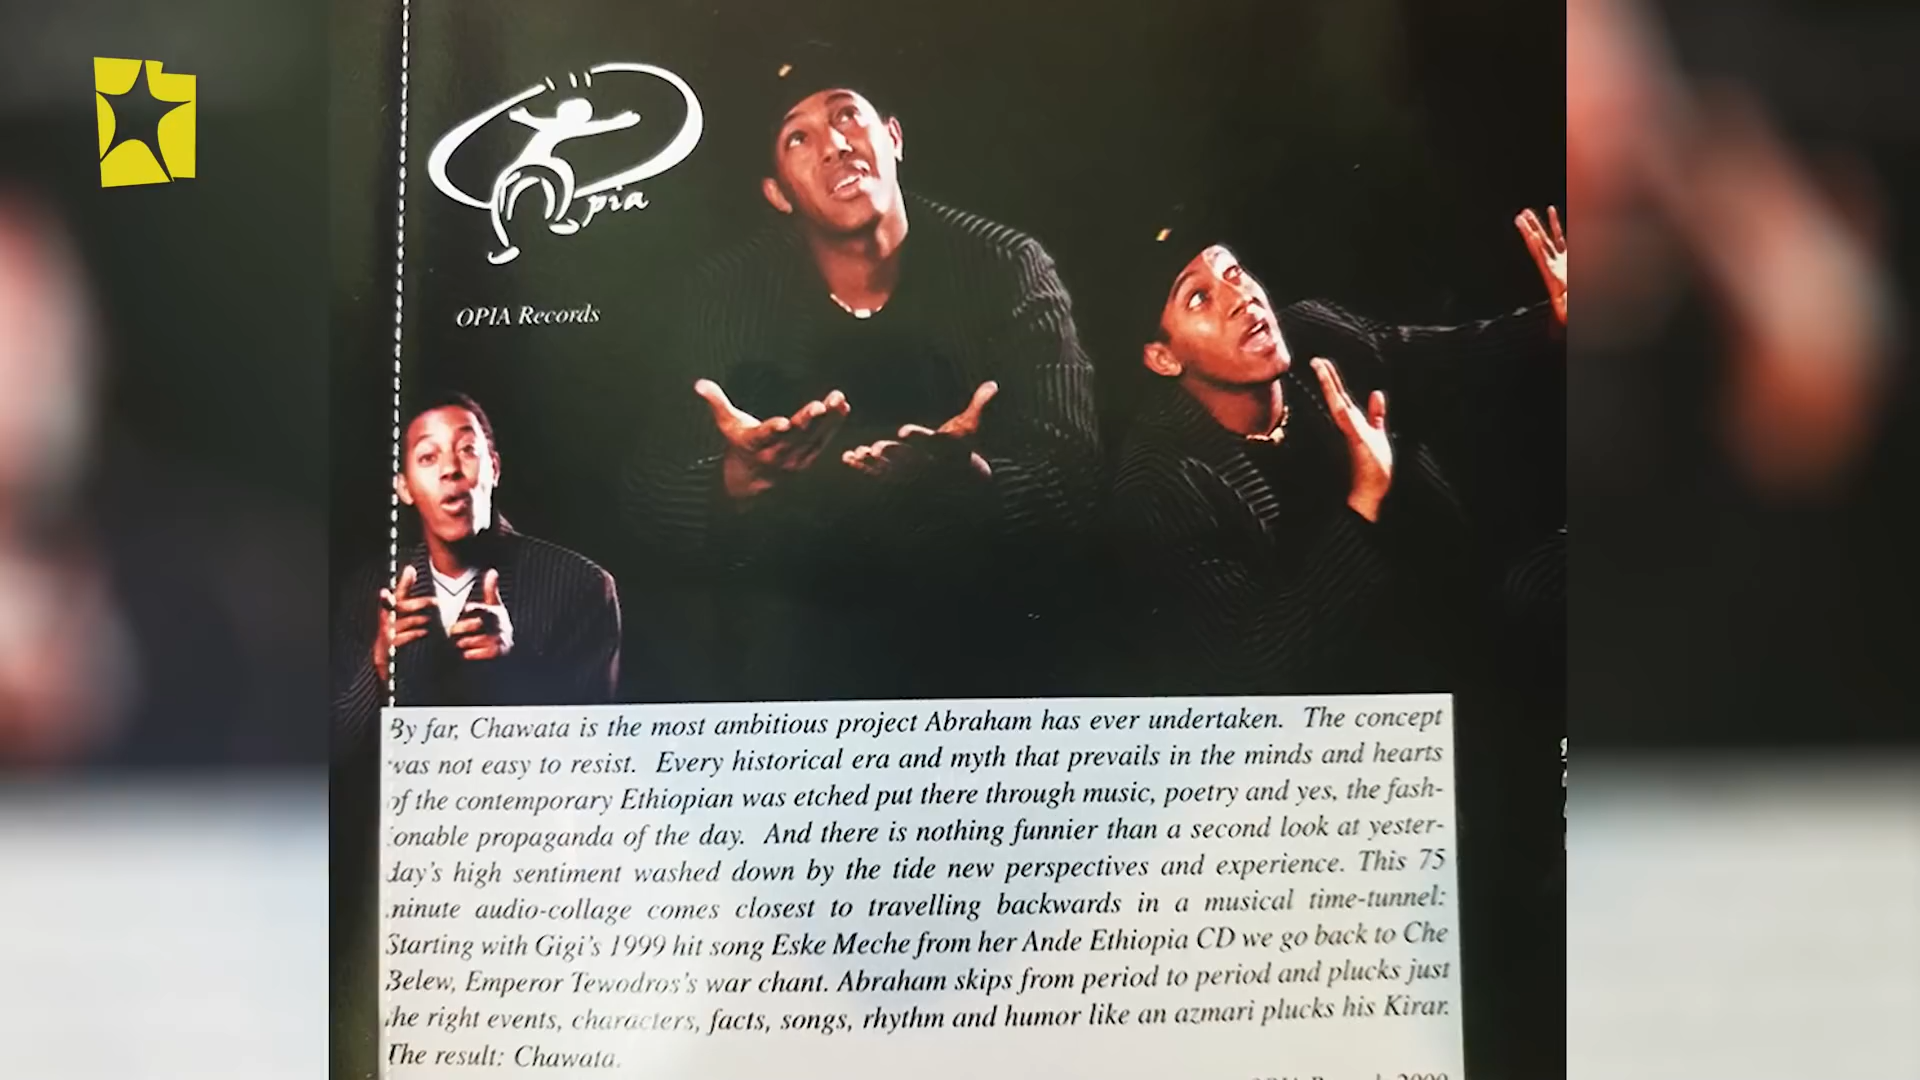 pia
OPIA Records
By far, Chawata is the most ambitious project Abraham has ever undertaken. The concept
was not easy to resist. Every historical era and myth that prevails in the minds and hearts
of the contemporary Ethiopian was etched put there through music, poetry and yes, the fash-
ionable propaganda of the day. And there is nothing funnier than a second look at yester-
day's high sentiment washed down by the tide new perspectives and experience. This 75
minute audio-collage comes closest to travelling backwards in a musical time-tunnel:
Starting with Gigi's 1999 hit song Eske Meche from her Ande Ethiopia CD we go back to Che
Belew, Emperor Tewodros's war chant. Abraham skips from period to period and plucks just
the right events, characters, facts, songs, rhythm and humor like an azmari plucks his Kirar.
The result: Chawata.